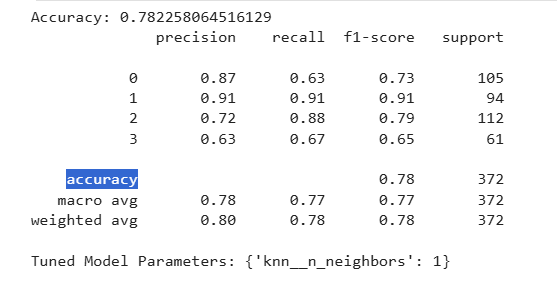 Accuracy: 0.782258064516129
precision recall f1-score support
0 0.87 0.63 0.73 105
1 0.91 0.91 0.91 94
2 0.72 0.88 0.79 112
3 0.63 0.67 0.65 61
accuracy 0.78 372
macro avg 0.78 0.77 0.77 372
weighted avg 0.80 0.78 0.78 372
Tuned Model Parameters: {'knn__n_neighbors': 1}